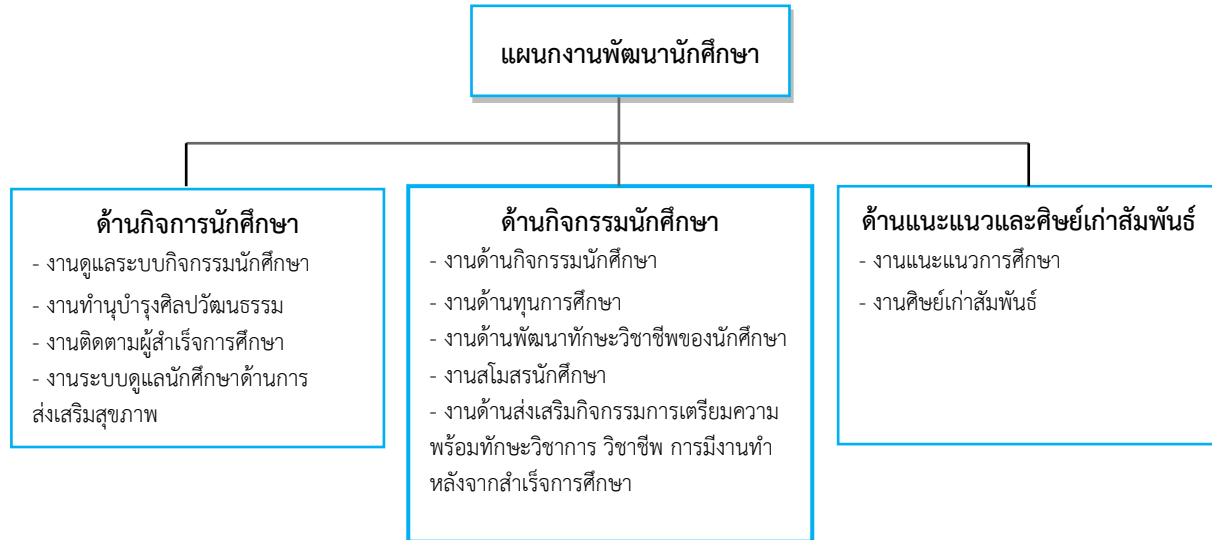 แผนกงานพัฒนานักศึกษา
ด้านกิจการนักศึกษา
- งานดูแลระบบกิจกรรมนักศึกษา
- งานทำนุบำรุงศิลปวัฒนธรรม
- งานติดตามผู้สำเร็จการศึกษา
- งานระบบดูแลนักศึกษาด้านการ
ส่งเสริมสุขภาพ
ด้านกิจกรรมนักศึกษา
- งานด้านกิจกรรมนักศึกษา
- งานด้านทุนการศึกษา
- งานด้านพัฒนาทักษะวิชาชีพของนักศึกษา
- งานสโมสรนักศึกษา
- งานด้านส่งเสริมกิจกรรมการเตรียมความ
พร้อมทักษะวิชาการ วิชาชีพ การมีงานทำ
หลังจากสำเร็จการศึกษา
ด้านแนะแนวและศิษย์เก่าสัมพันธ์
- งานแนะแนวการศึกษา
- งานศิษย์เก่าสัมพันธ์